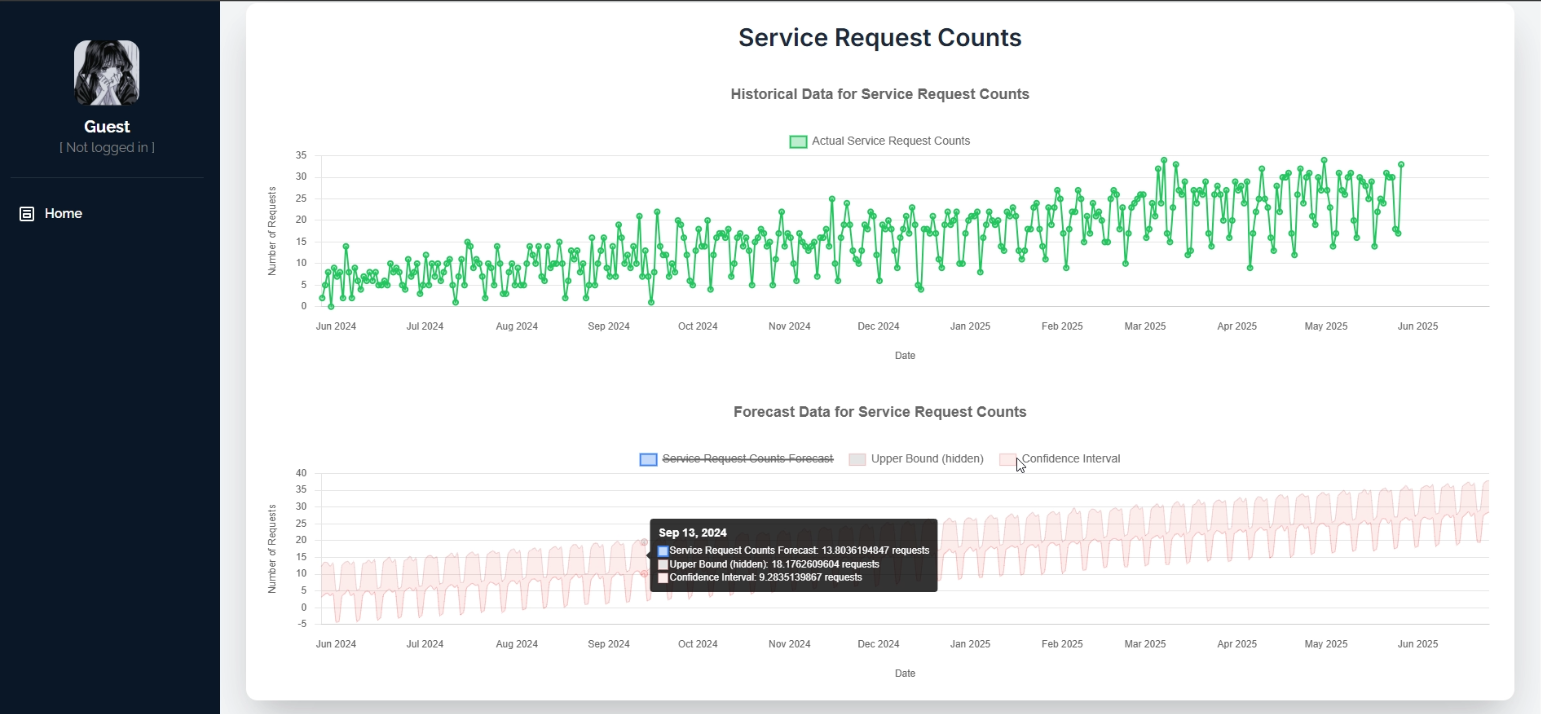 Guest
[ Not logged in ]
Home
Service Request Counts
Historical Data for Service Request Counts
Actual Service Request Counts
Number of Requests
35
30
25
20
15
10
5
0
Jun 2024 Jul 2024 Aug 2024 Sep 2024 Oct 2024 Nov 2024 Dec 2024 Jan 2025 Feb 2025 Mar 2025 Apr 2025 May 2025 Jun 2025
Date
Forecast Data for Service Request Counts
Service Request Counts Forecast Upper Bound (hidden) Confidence Interval
Number of Requests
40
35
30
25
20
15
10
5
0
-5
Sep 13, 2024
Service Request Counts Forecast: 13.8036194847 requests
Upper Bound (hidden): 18.1762609604 requests
Confidence Interval: 9.2835139867 requests
Jun 2024 Jul 2024 Aug 2024 Sep 2024 Oct 2024 Nov 2024 Dec 2024 Jan 2025 Feb 2025 Mar 2025 Apr 2025 May 2025 Jun 2025
Date